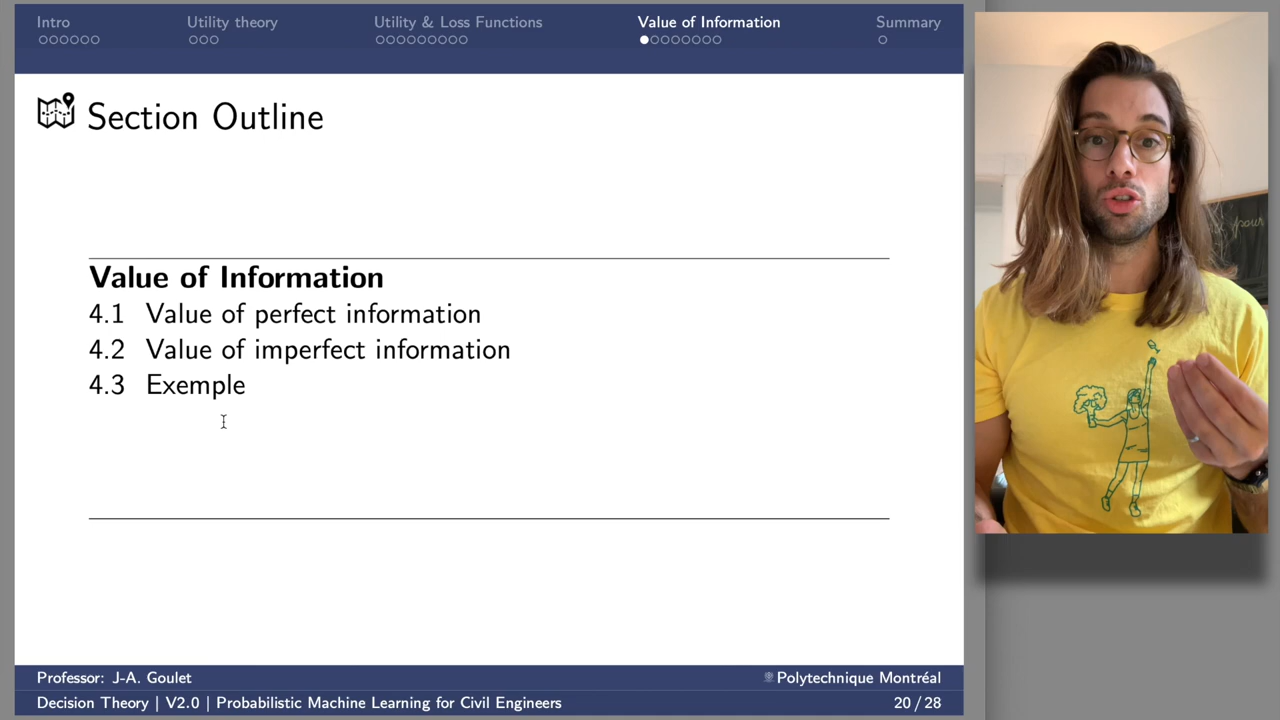 Intro
Utility theory
Utility & Loss Functions
Value of Information
Summary
Section Outline
Value of Information
4.1 Value of perfect information
4.2 Value of imperfect information
4.3 Exemple
pour
Professor: J-A. Goulet
Polytechnique Montréal
Decision Theory | V2.0 | Probabilistic Machine Learning for Civil Engineers
20 / 28